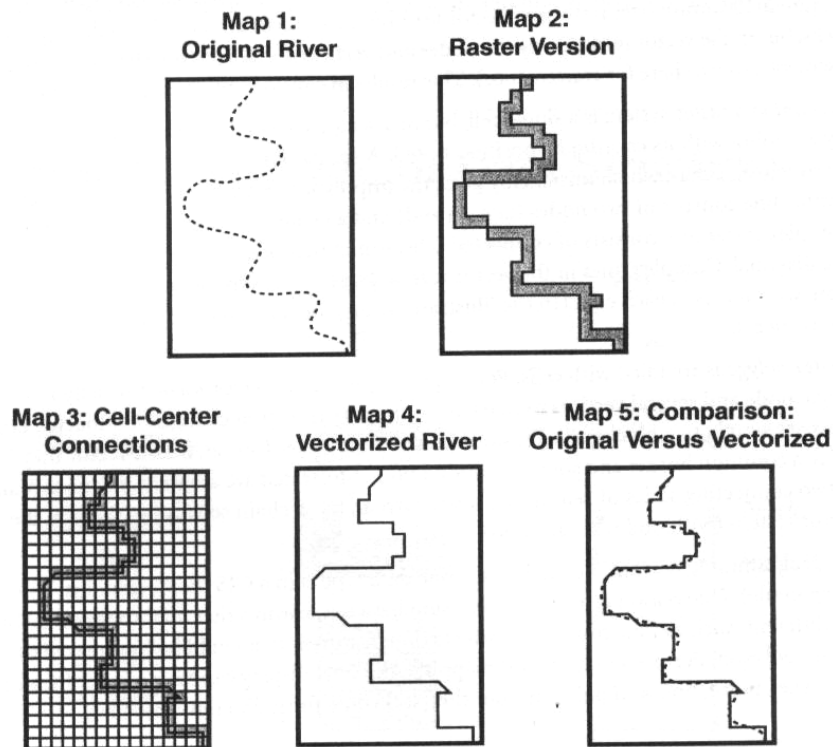 Map 1:
Original River
Map 2:
Raster Version
Map 3: Cell-Center
Connections
Map 4:
Vectorized River
Map 5: Comparison:
Original Versus Vectorized